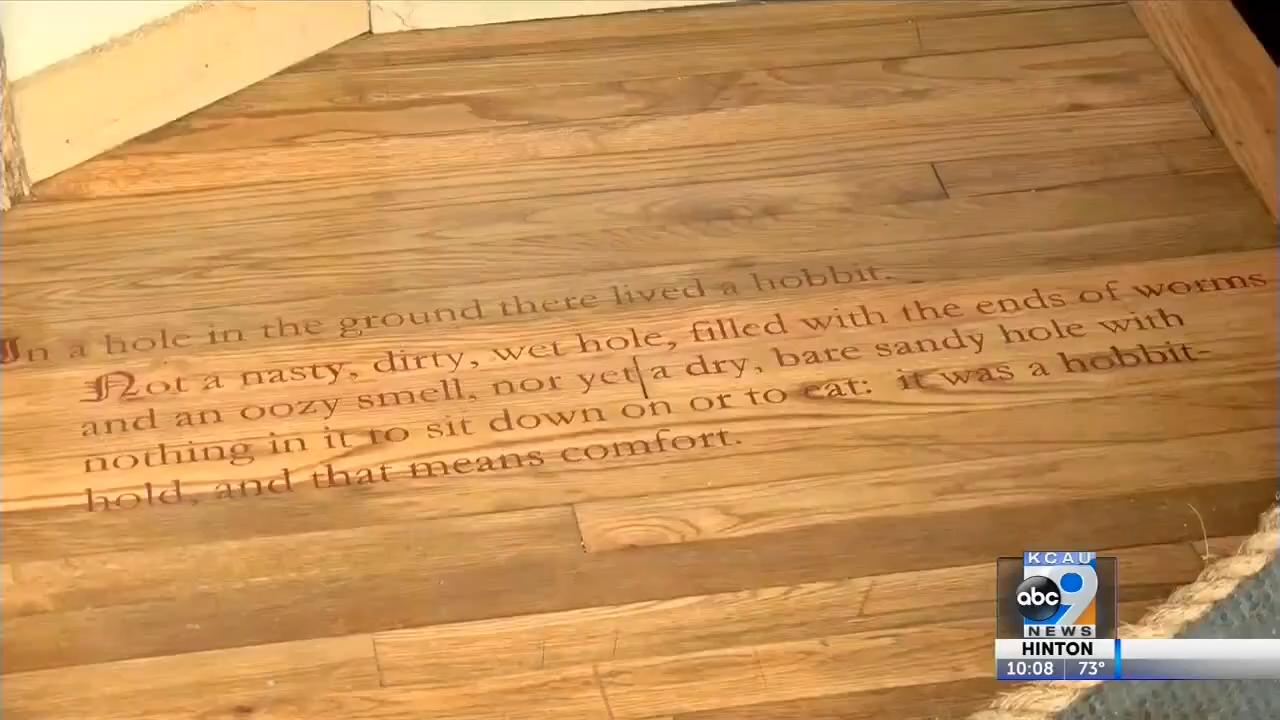 In a hole in the ground there lived a hobbit.
Not a nasty, dirty, wet hole, filled with the ends of worms
and an oozy smell, nor yet a dry, bare sandy hole with
nothing in it to sit down on or to eat: it was a hobbit-
hold, and that means comfort.
KCAU
abc 9
NEWS
HINTON
10:08 73°